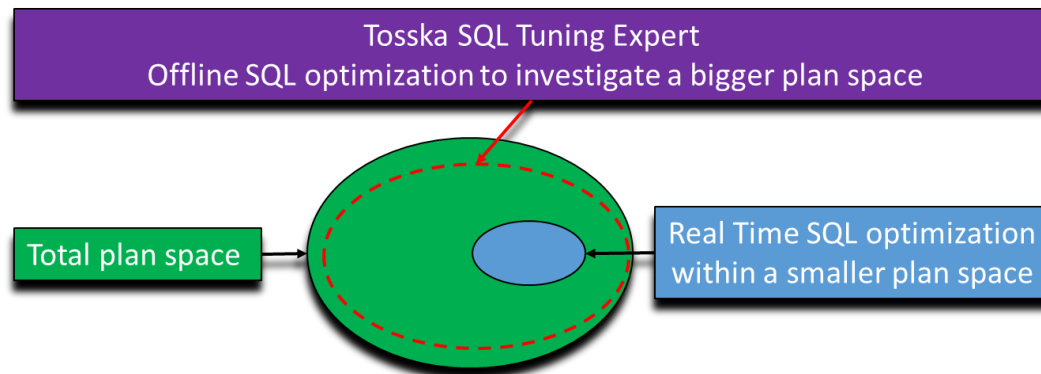 Tosska SQL Tuning Expert
Offline SQL optimization to investigate a bigger plan space
Total plan space
Real Time SQL optimization
within a smaller plan space